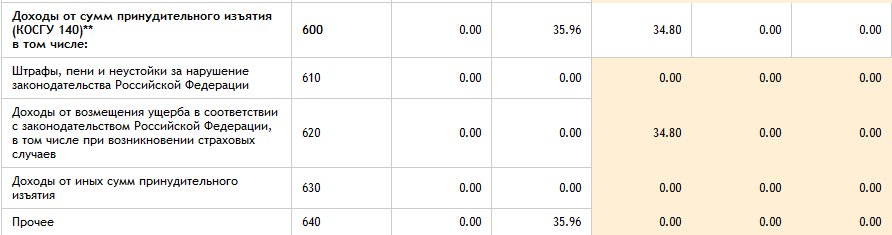 Доходы от сумм принудительного изъятия
(КОСГУ 140)**
в том числе:
600 0.00 35.96 34.80 0.00 0.00
Штрафы, пени и неустойки за нарушение
законодательства Российской Федерации
610 0.00 0.00 0.00 0.00 0.00
Доходы от возмещения ущерба в соответствии
с законодательством Российской Федерации,
в том числе при возникновении страховых
случаев
620 0.00 0.00 34.80 0.00 0.00
Доходы от иных сумм принудительного
изъятия
630 0.00 0.00 0.00 0.00 0.00
Прочее 640 0.00 35.96 0.00 0.00 0.00